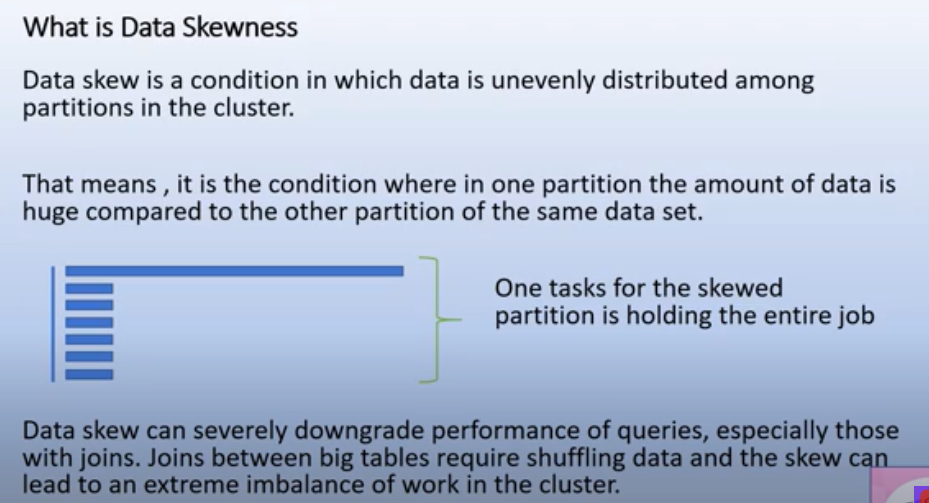 What is Data Skewness
Data skew is a condition in which data is unevenly distributed among
partitions in the cluster.
That means , it is the condition where in one partition the amount of data is
huge compared to the other partition of the same data set.
One tasks for the skewed
partition is holding the entire job
Data skew can severely downgrade performance of queries, especially those
with joins. Joins between big tables require shuffling data and the skew can
lead to an extreme imbalance of work in the cluster.